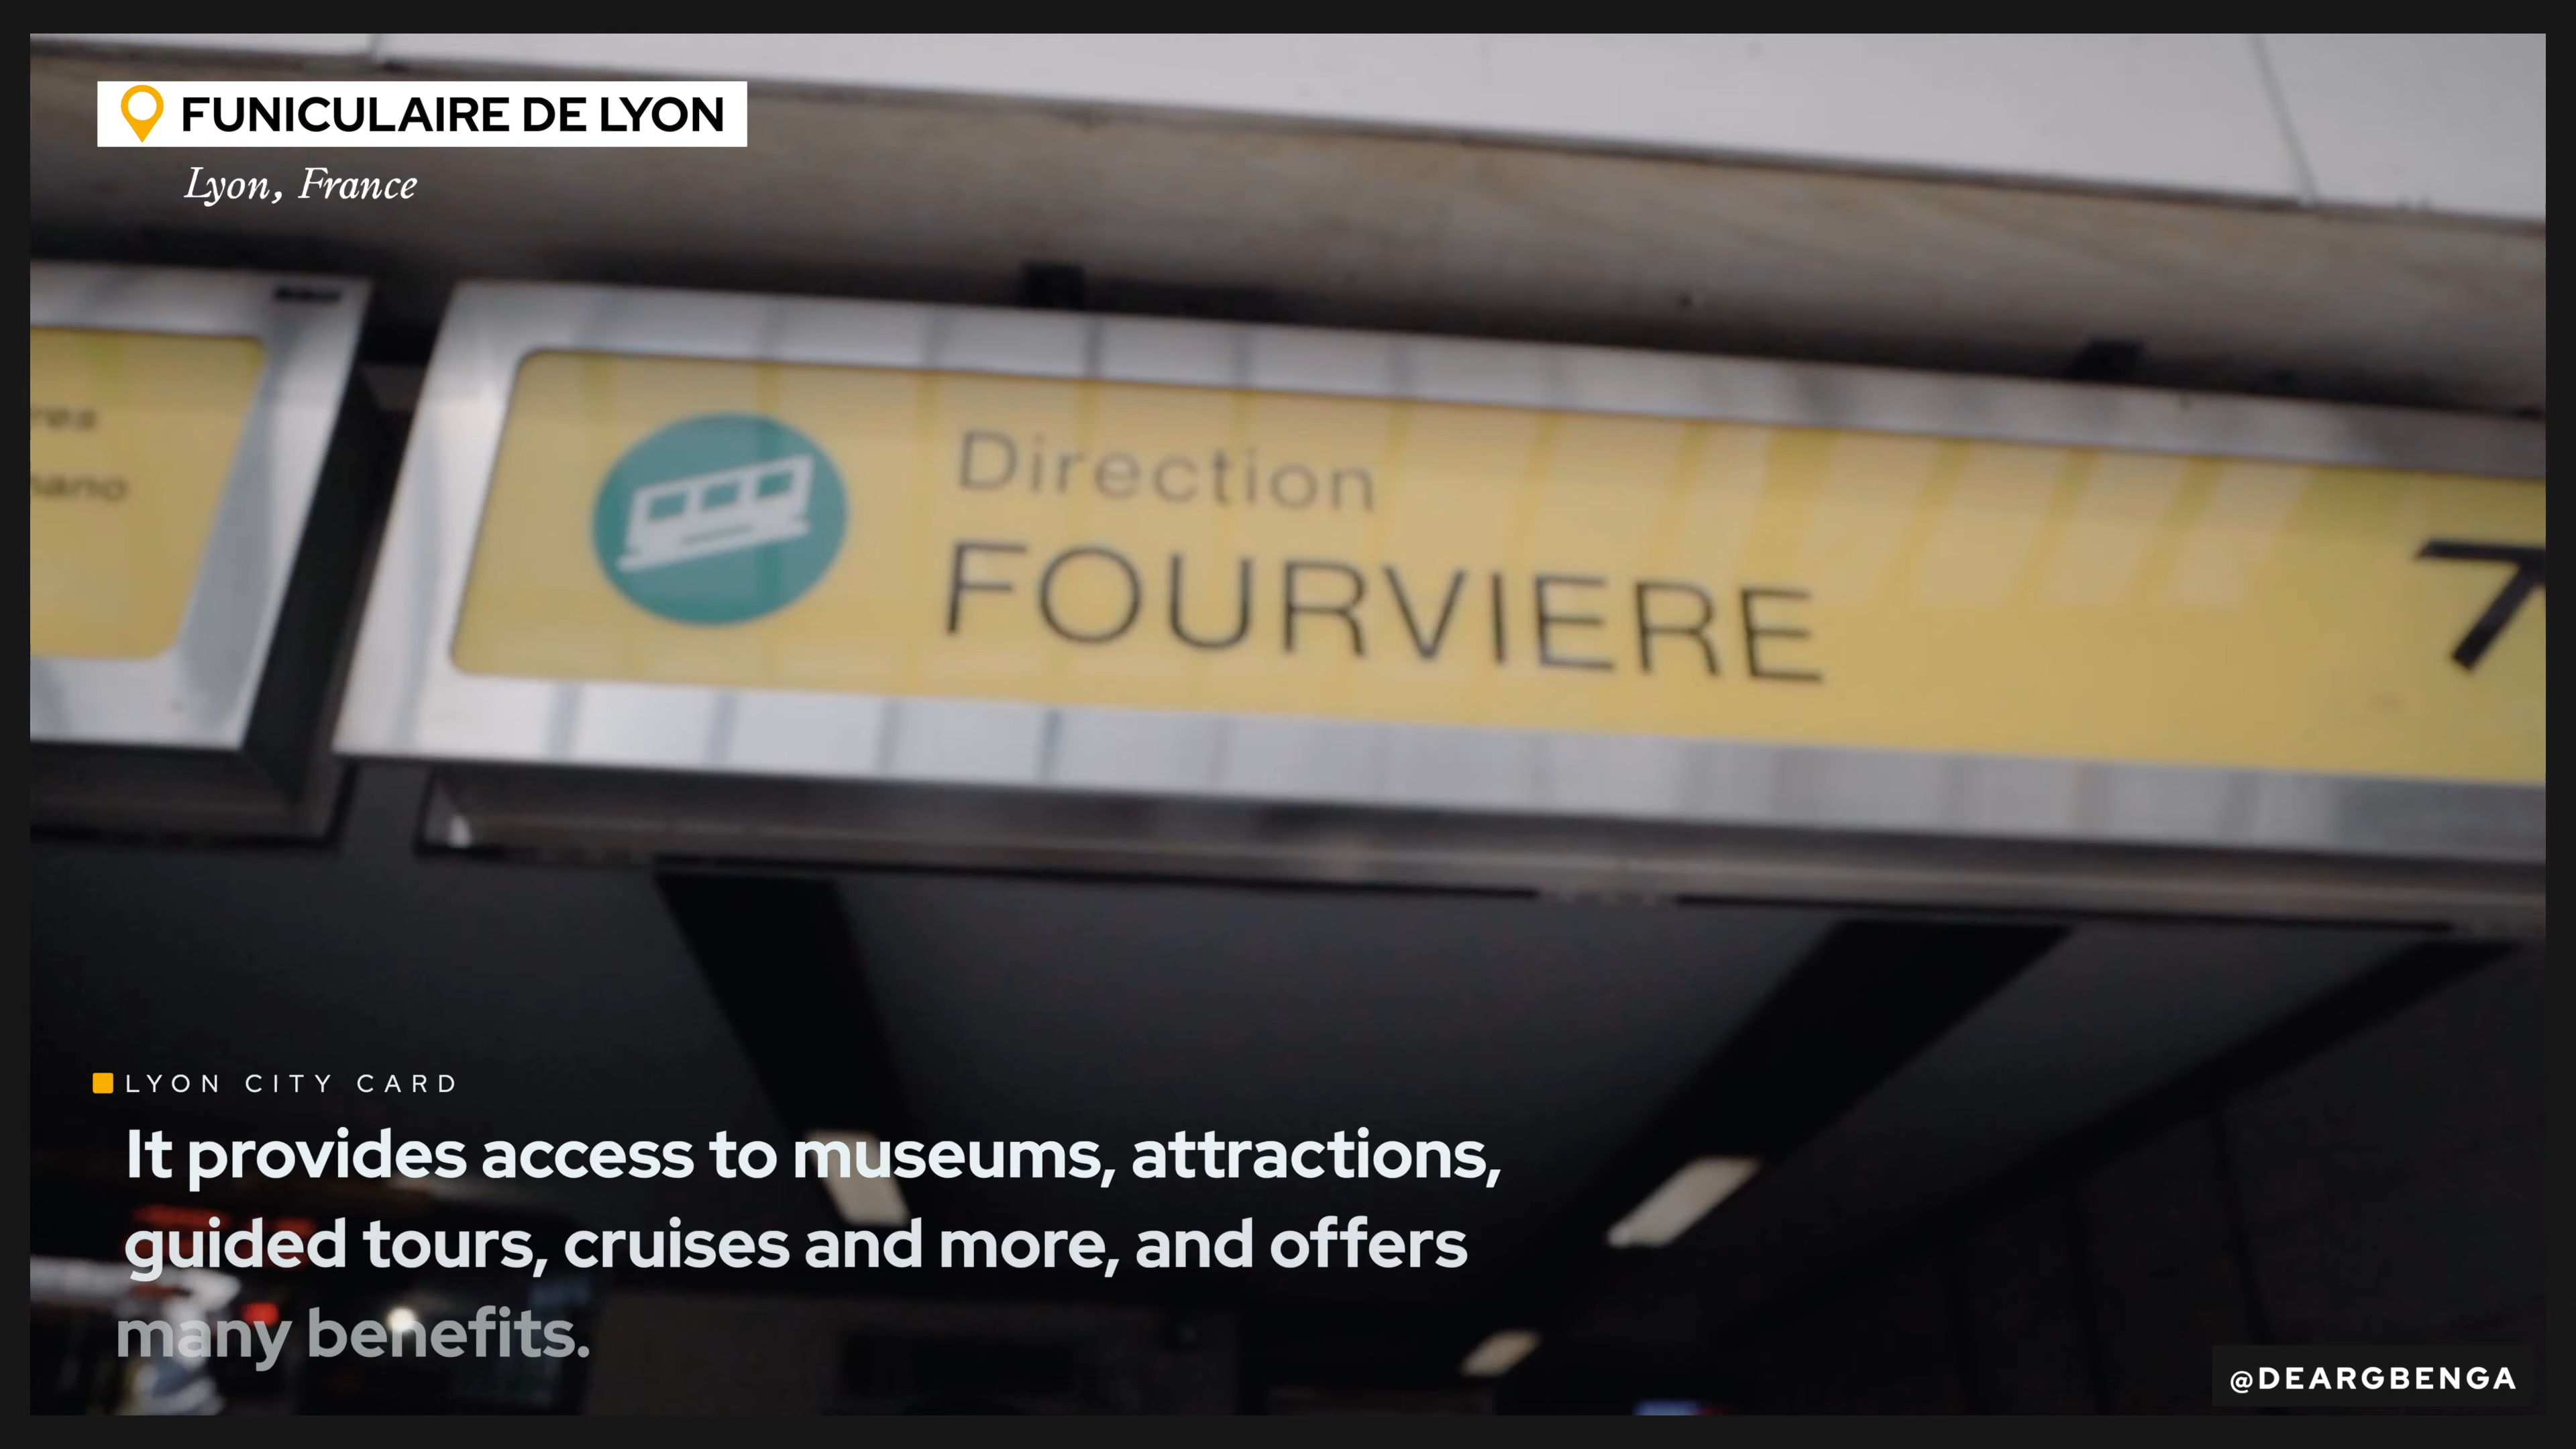 FUNICULAIRE DE LYON
Lyon, France
Direction
FOURVIERE
LYON CITY CARD
It provides access to museums, attractions,
guided tours, cruises and more, and offers
many benefits.
@DEARGBENGA